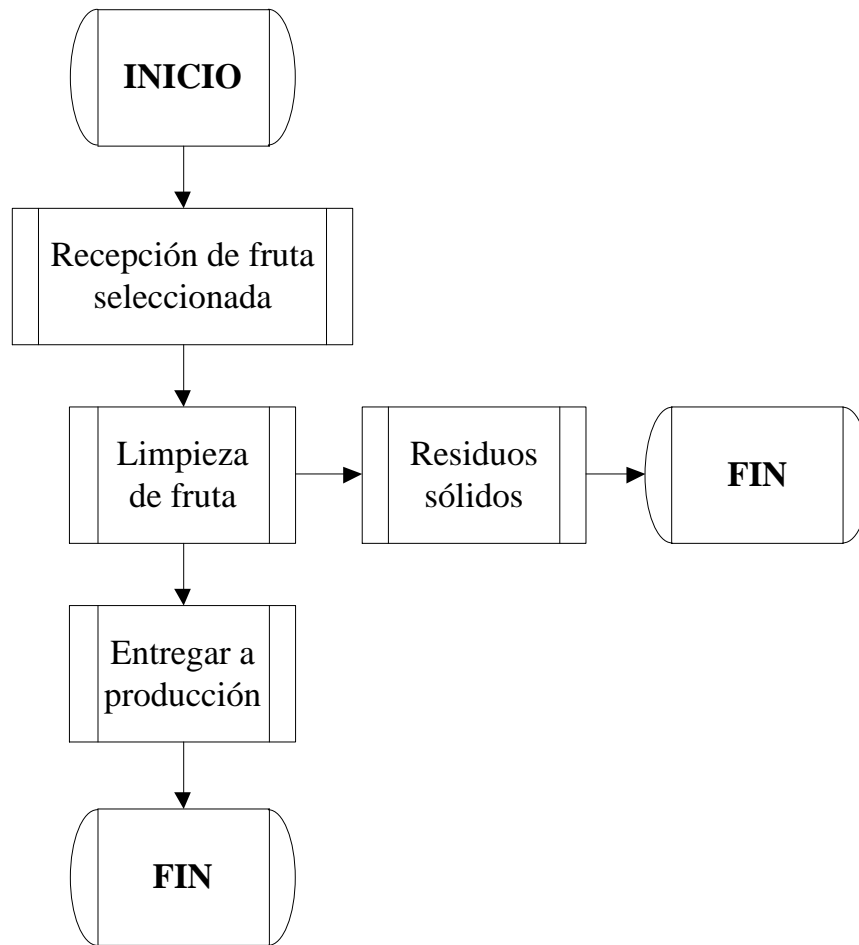 INICIO
Recepción de fruta
seleccionada
Limpieza
de fruta
Residuos
sólidos
FIN
Entregar a
producción
FIN